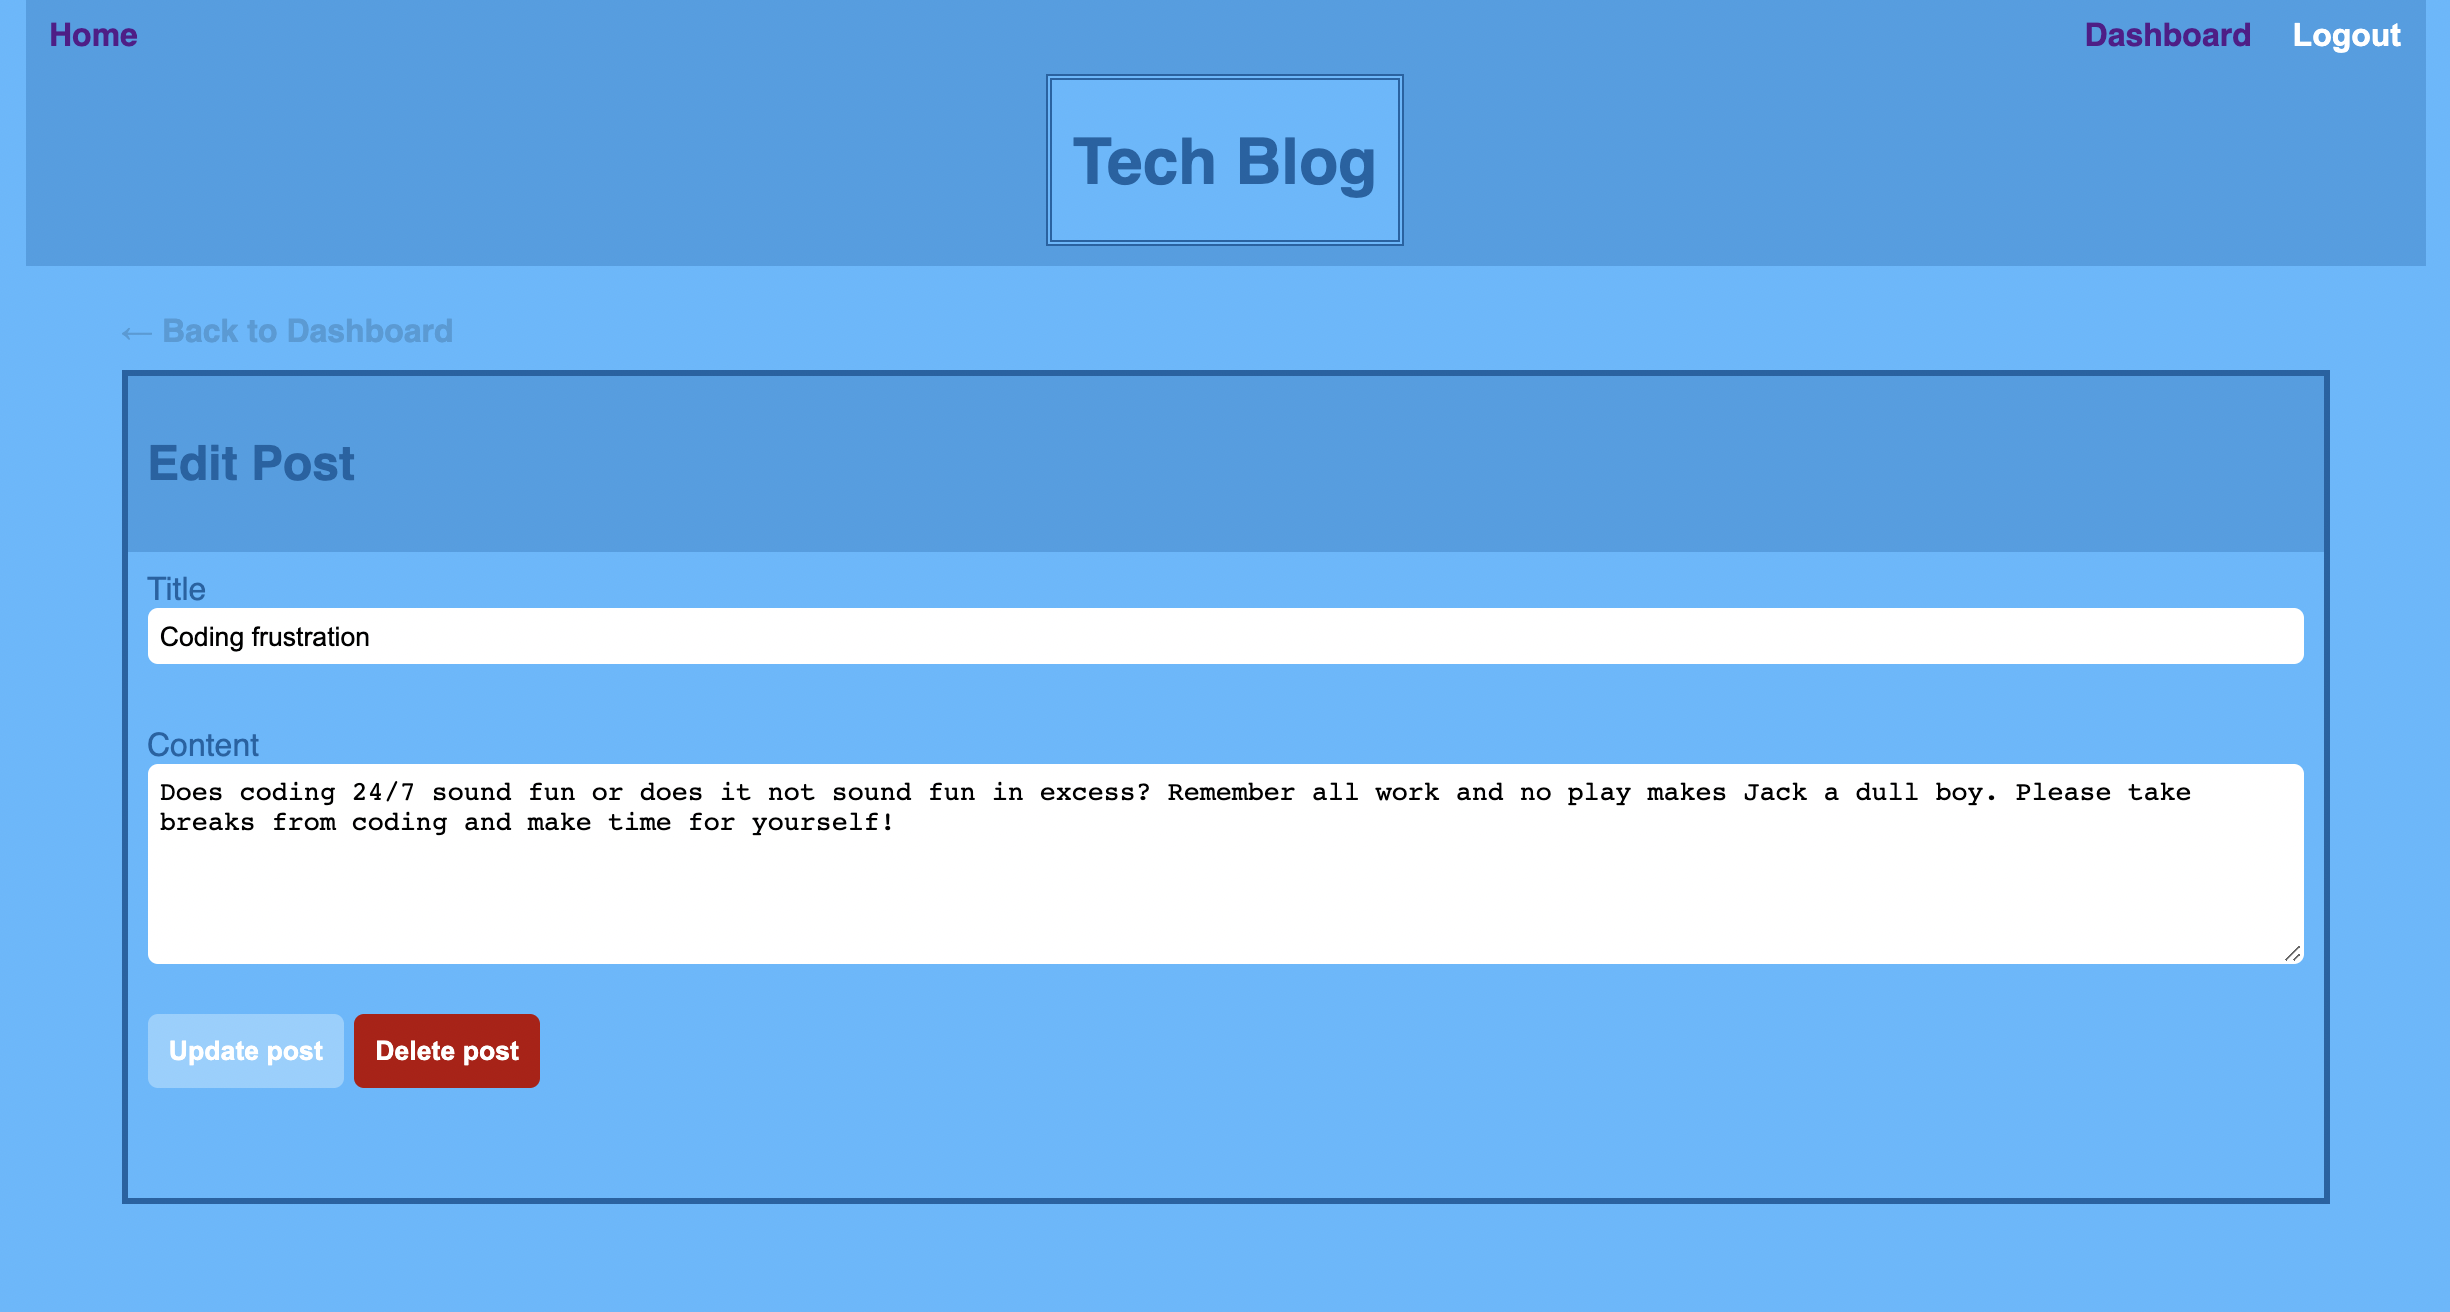 Home
Dashboard
Logout
Tech Blog
← Back to Dashboard
Edit Post
Title
Coding frustration
Content
Does coding 24/7 sound fun or does it not sound fun in excess? Remember all work and no play makes Jack a dull boy. Please take
breaks from coding and make time for yourself!
Update post
Delete post